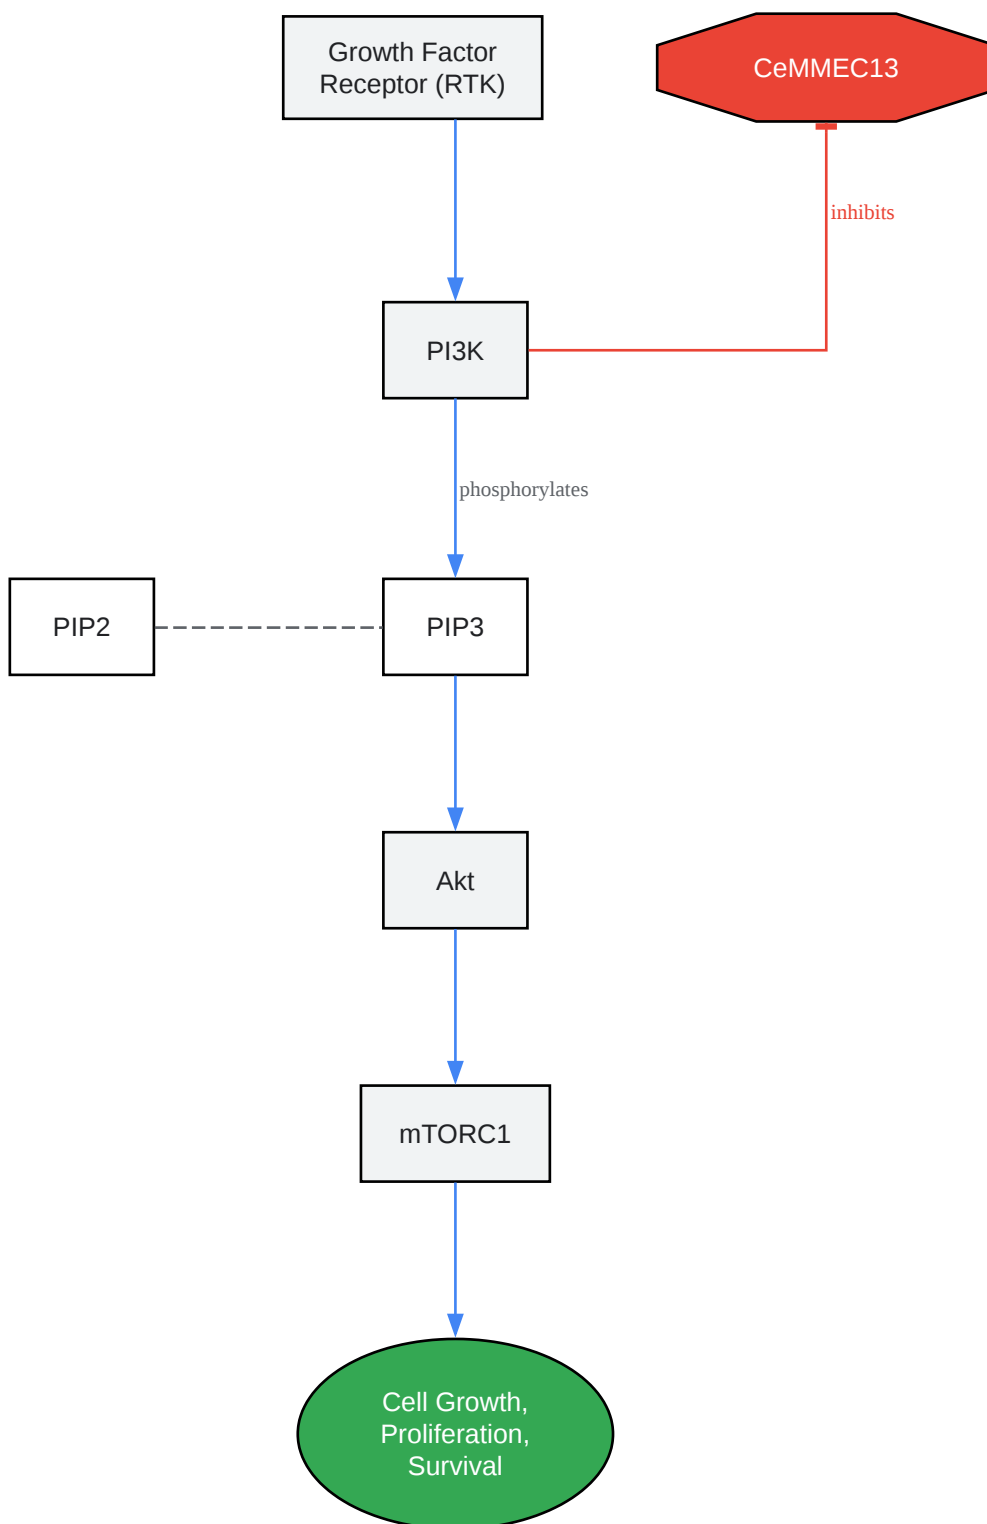 Growth Factor
Receptor (RTK)
CeMMEC13
inhibits
PI3K
phosphorylates
PIP2
PIP3
Akt
mTORC1
Cell Growth,
Proliferation,
Survival